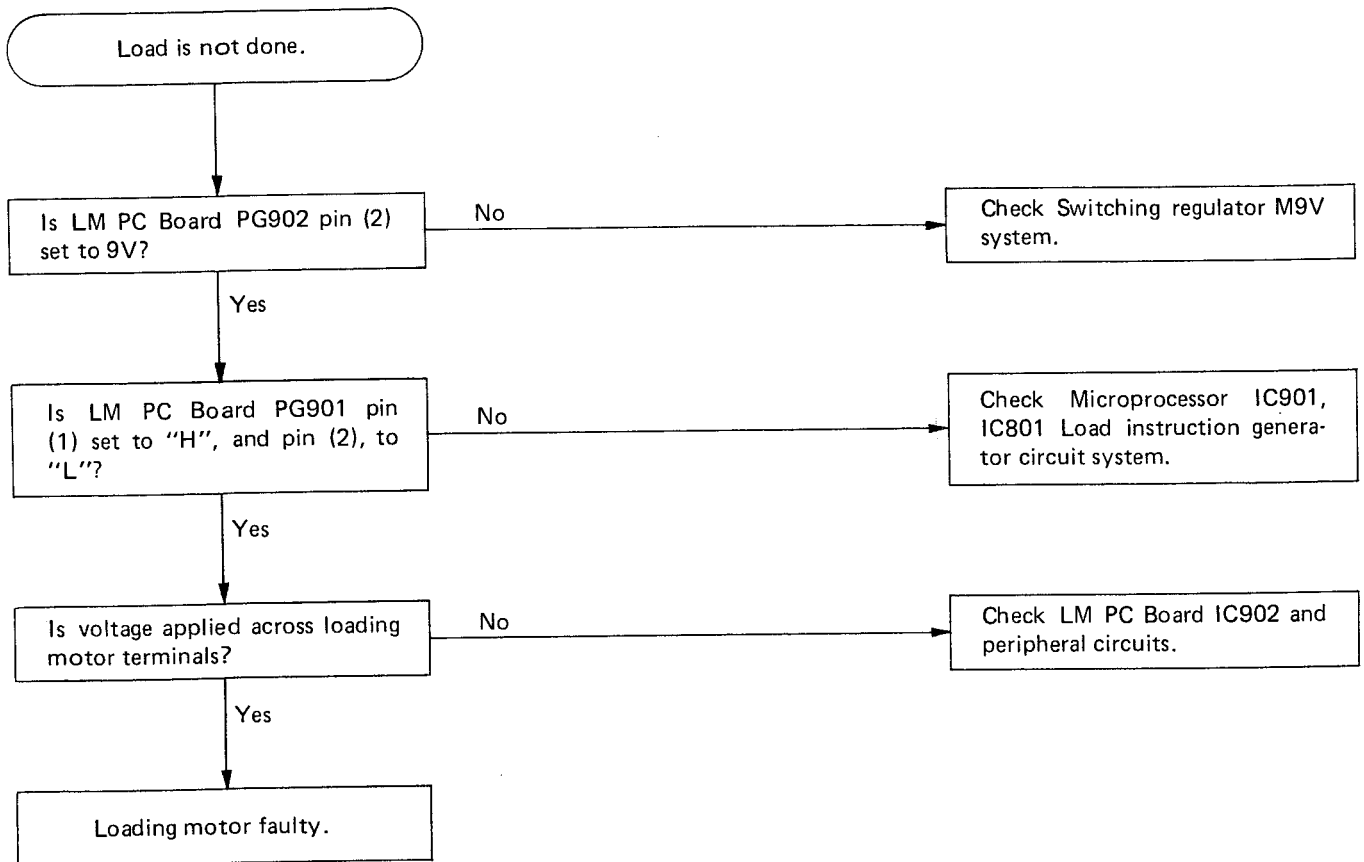 Load is not done.
Is LM PC Board PG902 pin (2)
set to 9V?
No
Check Switching regulator M9V
system.
Yes
Is LM PC Board PG901 pin
(1) set to "H", and pin (2), to
"L"?
No
Check Microprocessor IC901,
IC801 Load instruction genera-
tor circuit system.
Yes
Is voltage applied across loading
motor terminals?
No
Check LM PC Board IC902 and
peripheral circuits.
Yes
Loading motor faulty.